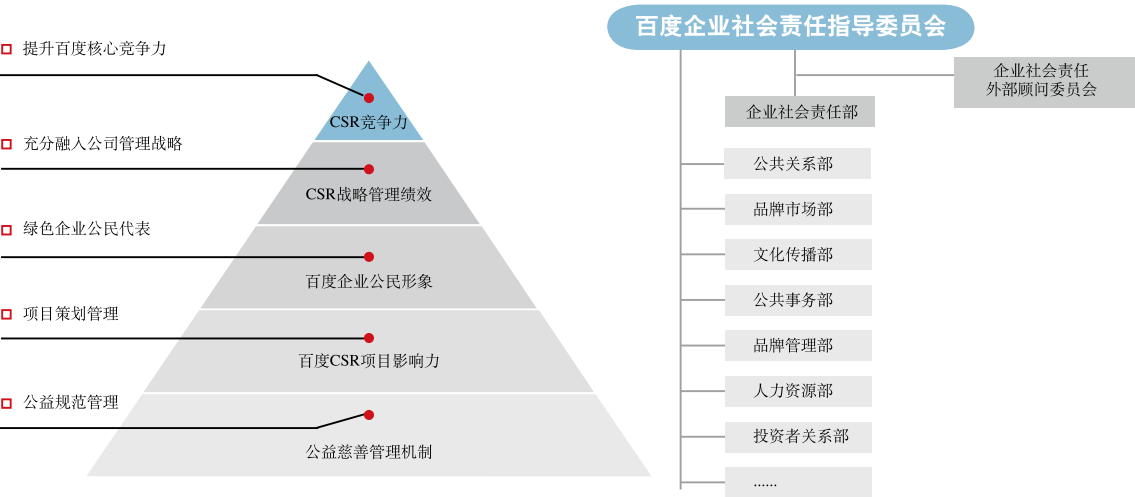 提升百度核心竞争力
CSR竞争力
充分融入公司管理战略
CSR战略管理绩效
绿色企业公民代表
百度企业公民形象
项目策划管理
百度CSR项目影响力
公益规范管理
公益慈善管理机制
百度企业社会责任指导委员会
企业社会责任
外部顾问委员会
企业社会责任部
公共关系部
品牌市场部
文化传播部
公共事务部
品牌管理部
人力资源部
投资者关系部
......